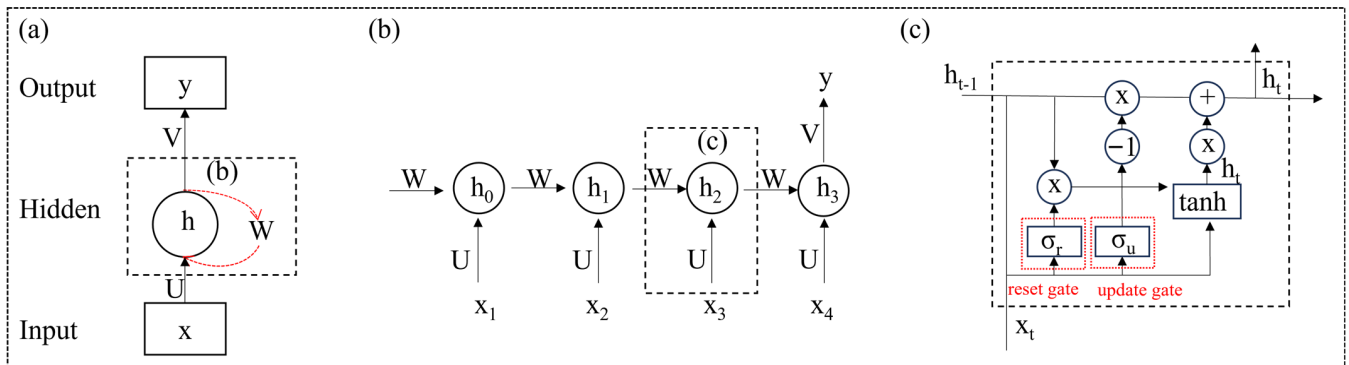 (a)
Output
y
V
(b)
Hidden
h
W
U
Input
x
(b)
y
V
(c)
W
h0
W
h1
W
h2
W
h3
U
U
U
U
x1
x2
x3
x4
(c)
ht-1
ht
x
+
−1
x
x
ht
tanh
σr
σu
reset gate
update gate
xt